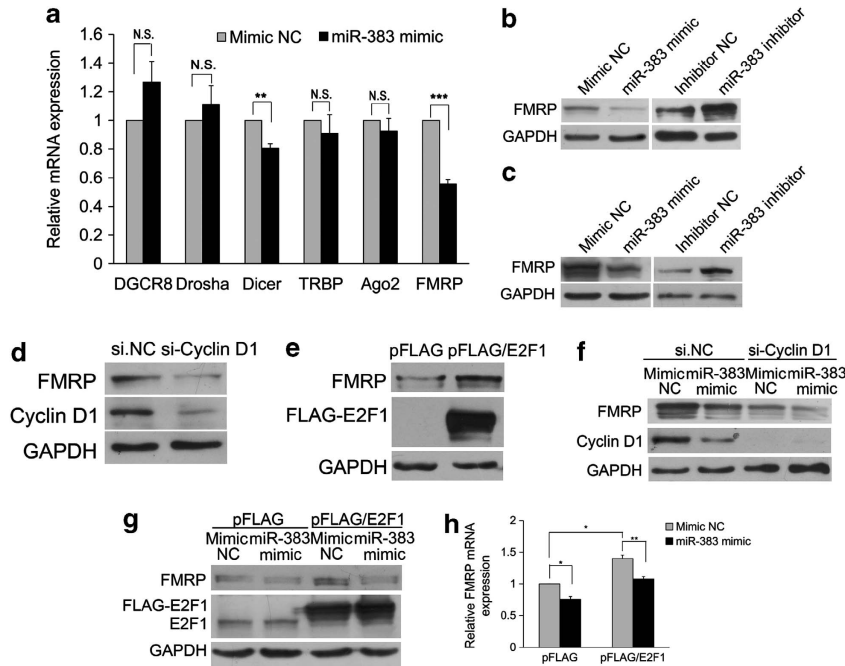 a
Mimic NC miR-383 mimic
Relative mRNA expression
1.6
1.4
1.2
1
0.8
0.6
0.4
0.2
0
N.S.
N.S.
**
N.S.
N.S.
***
DGCR8 Drosha Dicer TRBP Ago2 FMRP
b
Mimic NC
miR-383 mimic
Inhibitor NC
miR-383 inhibitor
FMRP
GAPDH
c
Mimic NC
miR-383 mimic
Inhibitor NC
miR-383 inhibitor
FMRP
GAPDH
d
si.NC si-Cyclin D1
FMRP
Cyclin D1
GAPDH
e
pFLAG pFLAG/E2F1
FMRP
FLAG-E2F1
GAPDH
f
si.NC si-Cyclin D1
Mimic miR-383 Mimic miR-383
NC mimic NC mimic
FMRP
Cyclin D1
GAPDH
g
pFLAG pFLAG/E2F1
Mimic miR-383 Mimic miR-383
NC mimic NC mimic
FMRP
FLAG-E2F1
E2F1
GAPDH
h
Relative FMRP mRNA
expression
2
1.5
1
0.5
0
*
*
**
Mimic NC
miR-383 mimic
pFLAG pFLAG/E2F1